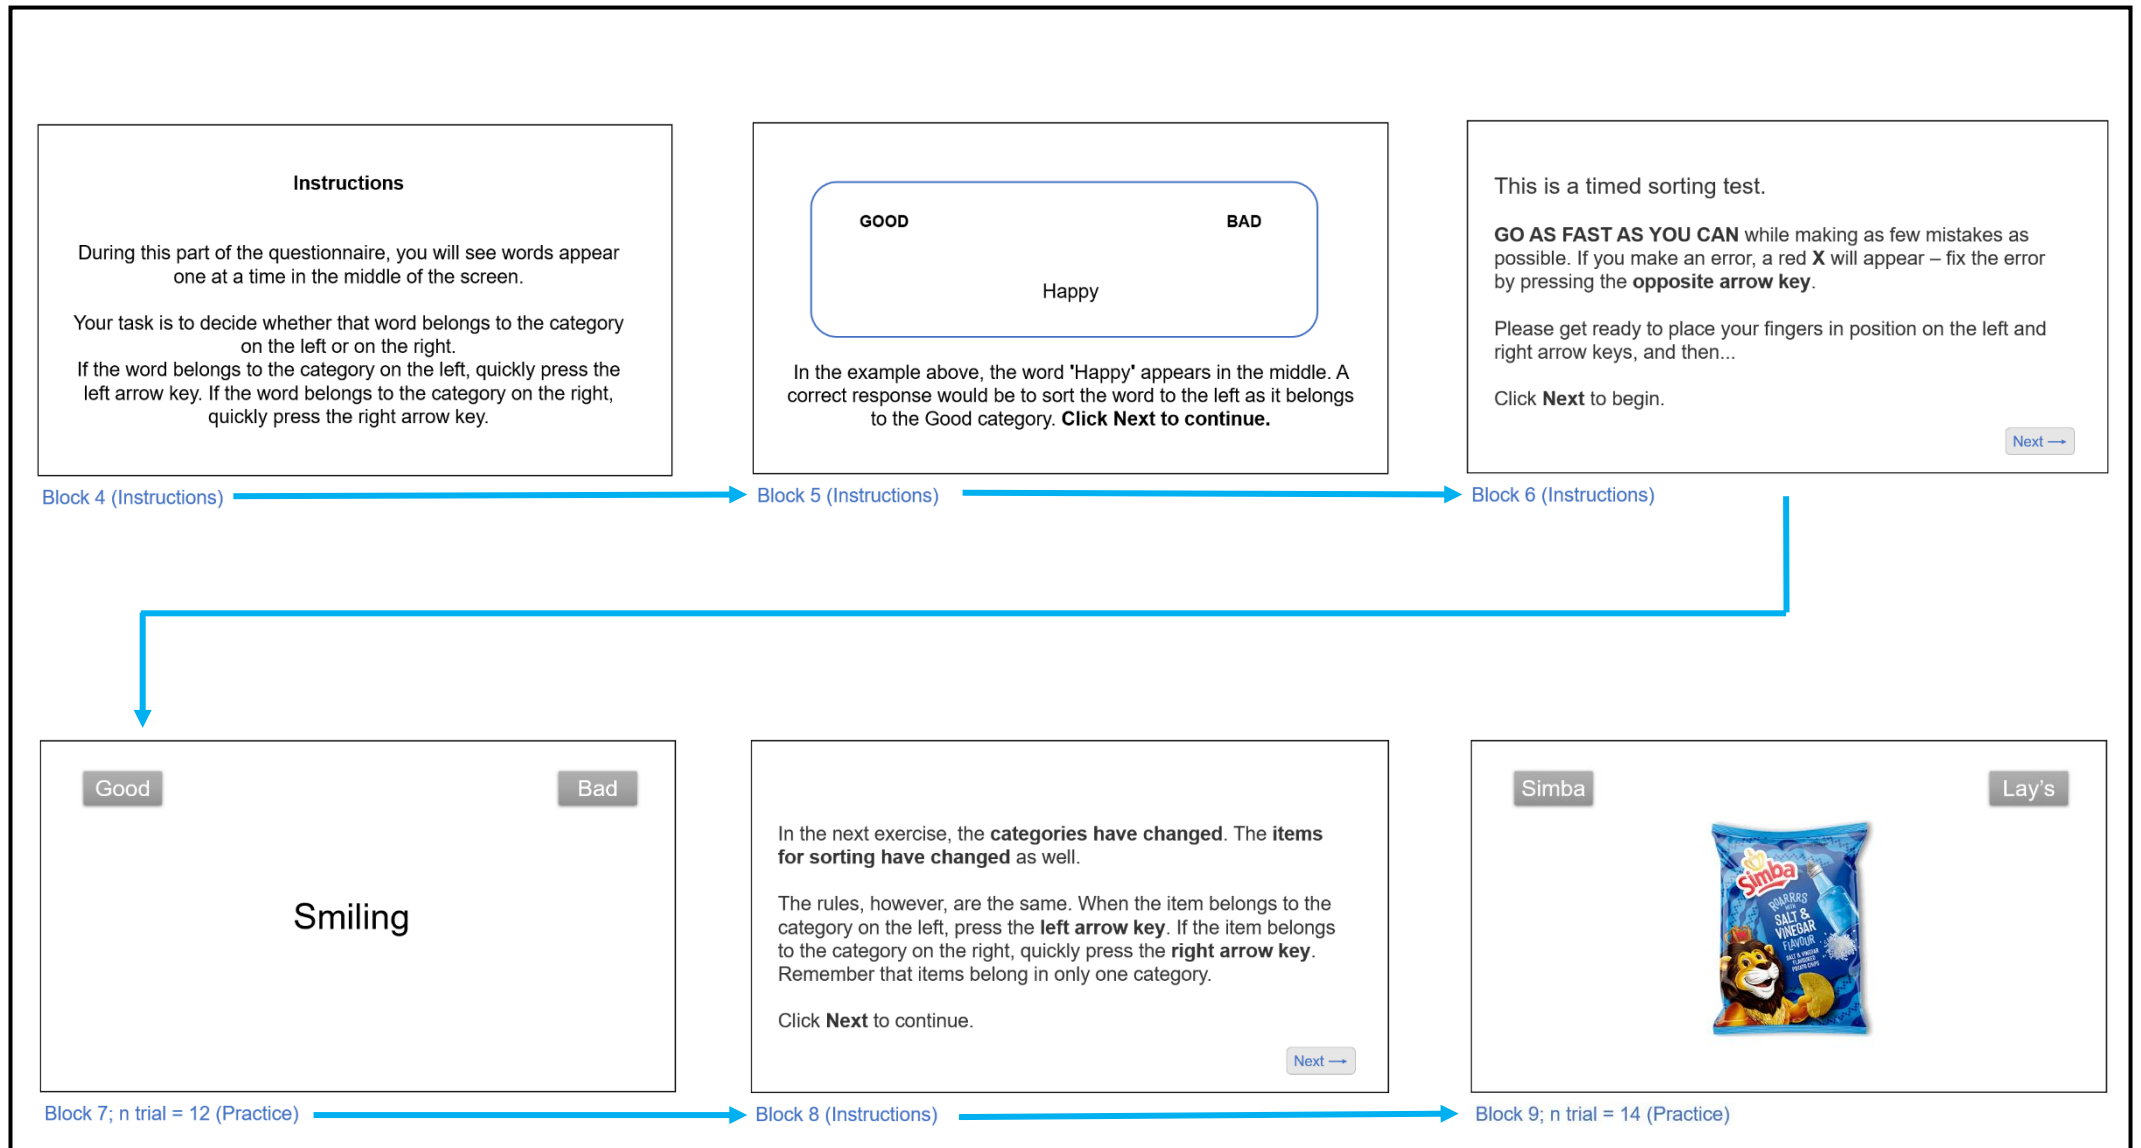 Instructions
During this part of the questionnaire, you will see words appear
one at a time in the middle of the screen.
Your task is to decide whether that word belongs to the category
on the left or on the right.
If the word belongs to the category on the left, quickly press the
left arrow key. If the word belongs to the category on the right,
quickly press the right arrow key.
Block 4 (Instructions)
GOOD
BAD
Happy
In the example above, the word 'Happy' appears in the middle. A
correct response would be to sort the word to the left as it belongs
to the Good category. Click Next to continue.
Block 5 (Instructions)
This is a timed sorting test.
GO AS FAST AS YOU CAN while making as few mistakes as
possible. If you make an error, a red X will appear – fix the error
by pressing the opposite arrow key.
Please get ready to place your fingers in position on the left and
right arrow keys, and then...
Click Next to begin.
Next
Block 6 (Instructions)
Good
Bad
Smiling
Block 7; n trial = 12 (Practice)
In the next exercise, the categories have changed. The items
for sorting have changed as well.
The rules, however, are the same. When the item belongs to the
category on the left, press the left arrow key. If the item belongs
to the category on the right, quickly press the right arrow key.
Remember that items belong in only one category.
Click Next to continue.
Next
Block 8 (Instructions)
Simba
Lay's
Simba
ROARRRS
WITH
SALT &
VINEGAR
FLAVOUR
SALT & VINEGAR
FLAVOURED
POTATO CHIPS
Block 9; n trial = 14 (Practice)